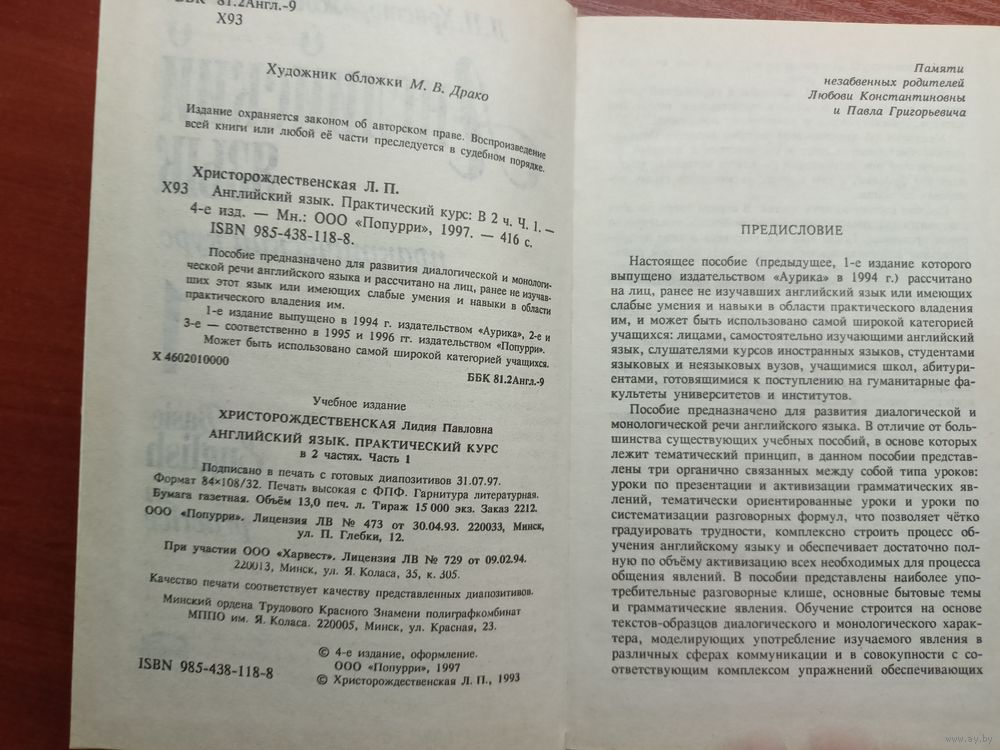 ББК 81.2Англ.-9
Х93
Художник обложки М. В. Драко
Издание охраняется законом об авторском праве. Воспроизведение
всей книги или любой её части преследуется в судебном порядке.
Христорождественская Л. П.
Х93 Английский язык. Практический курс: В 2 ч. Ч. 1. –
4-е изд. — Мн.: ООО «Попурри», 1997. — 416 с.
ISBN 985-438-118-8.
Пособие предназначено для развития диалогической и монологи-
ческой речи английского языка и рассчитано на лиц, ранее не изучав-
ших этот язык или имеющих слабые умения и навыки в области
практического владения им.
1-е издание выпущено в 1994 г. издательством «Аурика», 2-е и
3-е — соответственно в 1995 и 1996 гг. издательством «Попурри».
Может быть использовано самой широкой категорией учащихся.
Х 4602010000
ББК 81.2Англ.-9
Учебное издание
ХРИСТОРОЖДЕСТВЕНСКАЯ Лидия Павловна
АНГЛИЙСКИЙ ЯЗЫК. ПРАКТИЧЕСКИЙ КУРС
в 2 частях. Часть 1
Подписано в печать с готовых диапозитивов 31.07.97.
Формат 84×108/32. Печать высокая с ФПФ. Гарнитура литературная.
Бумага газетная. Объём 13,0 печ. л. Тираж 15 000 экз. Заказ 2212.
ООО «Попурри». Лицензия ЛВ № 473 от 30.04.93. 220033, Минск,
ул. П. Глебки, 12.
При участии ООО «Харвест». Лицензия ЛВ № 729 от 09.02.94.
220013, Минск, ул. Я. Коласа, 35, к. 305.
Качество печати соответствует качеству представленных диапозитивов.
Минский ордена Трудового Красного Знамени полиграфкомбинат
МППО им. Я. Коласа. 220005, Минск, ул. Красная, 23.
© 4-е издание, оформление.
ООО «Попурри», 1997
ISBN 985-438-118-8
© Христорождественская Л. П., 1993
Памяти
незабвенных родителей
Любови Константиновны
и Павла Григорьевича
ПРЕДИСЛОВИЕ
Настоящее пособие (предыдущее, 1-е издание которого
выпущено издательством «Аурика» в 1994 г.) рассчитано
на лиц, ранее не изучавших английский язык или имеющих
слабые умения и навыки в области практического владения
им, и может быть использовано самой широкой категорией
учащихся: лицами, самостоятельно изучающими английский
язык, слушателями курсов иностранных языков, студентами
языковых и неязыковых вузов, учащимися школ, абитури-
ентами, готовящимися к поступлению на гуманитарные фа-
культеты университетов и институтов.
Пособие предназначено для развития диалогической и
монологической речи английского языка. В отличие от боль-
шинства существующих учебных пособий, в основе которых
лежит тематический принцип, в данном пособии представ-
лены три органично связанных между собой типа уроков:
уроки по презентации и активизации грамматических яв-
лений, тематически ориентированные уроки и уроки по
систематизации разговорных формул, что позволяет чётко
градуировать трудности, комплексно строить процесс об-
учения английскому языку и обеспечивает достаточно пол-
ную по объёму активизацию всех необходимых для процесса
общения явлений. В пособии представлены наиболее упо-
требительные разговорные клише, основные бытовые темы
и грамматические явления. Обучение строится на основе
текстов-образцов диалогического и монологического харак-
тера, моделирующих употребление изучаемого явления в
различных сферах коммуникации и в совокупности с со-
ответствующим комплексом упражнений обеспечивающих
www.ay.by